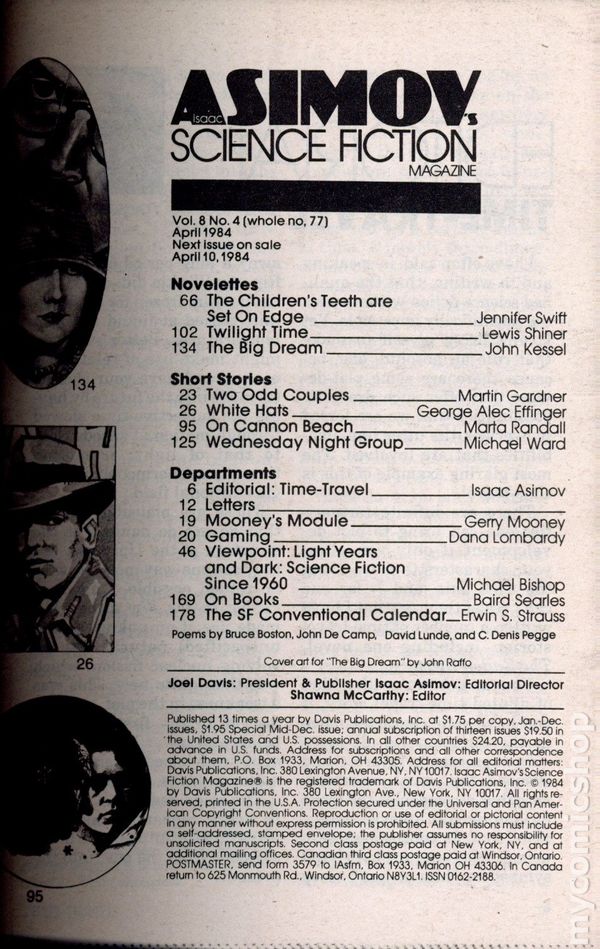 Isaac ASIMOV's
SCIENCE FICTION
MAGAZINE
Vol. 8 No. 4 (whole no, 77)
April 1984
Next issue on sale
April 10, 1984
Novelettes
66 The Children's Teeth are
Set On Edge Jennifer Swift
102 Twilight Time Lewis Shiner
134 The Big Dream John Kessel
134
Short Stories
23 Two Odd Couples Martin Gardner
26 White Hats George Alec Effinger
95 On Cannon Beach Marta Randall
125 Wednesday Night Group Michael Ward
Departments
6 Editorial: Time-Travel Isaac Asimov
12 Letters
19 Mooney's Module Gerry Mooney
20 Gaming Dana Lombardy
46 Viewpoint: Light Years
and Dark: Science Fiction
Since 1960 Michael Bishop
169 On Books Baird Searles
178 The SF Conventional Calendar Erwin S. Strauss
Poems by Bruce Boston, John De Camp, David Lunde, and C. Denis Pegge
26
Cover art for "The Big Dream" by John Raffo
Joel Davis: President & Publisher Isaac Asimov: Editorial Director
Shawna McCarthy: Editor
Published 13 times a year by Davis Publications, Inc. at $1.75 per copy, Jan.-Dec.
issues, $1.95 Special Mid-Dec. issue; annual subscription of thirteen issues $19.50 in
the United States and U.S. possessions. In all other countries $24.20, payable in
advance in U.S. funds. Address for subscriptions and all other correspondence
about them, P.O. Box 1933, Marion, OH 43305. Address for all editorial matters:
Davis Publications, Inc. 380 Lexington Avenue, NY, NY 10017. Isaac Asimov's Science
Fiction Magazine® is the registered trademark of Davis Publications, Inc. © 1984
by Davis Publications, Inc. 380 Lexington Ave., New York, NY 10017. All rights re-
served, printed in the U.S.A. Protection secured under the Universal and Pan Amer-
ican Copyright Conventions. Reproduction or use of editorial or pictorial content
in any manner without express permission is prohibited. All submissions must include
a self-addressed, stamped envelope; the publisher assumes no responsibility for
unsolicited manuscripts. Second class postage paid at New York, NY, and at
additional mailing offices. Canadian third class postage paid at Windsor, Ontario.
POSTMASTER, send form 3579 to IAsfm, Box 1933, Marion, OH 43306. In Canada
return to 625 Monmouth Rd., Windsor, Ontario N8Y3L1. ISSN 0162-2188.
95
mycomicshop